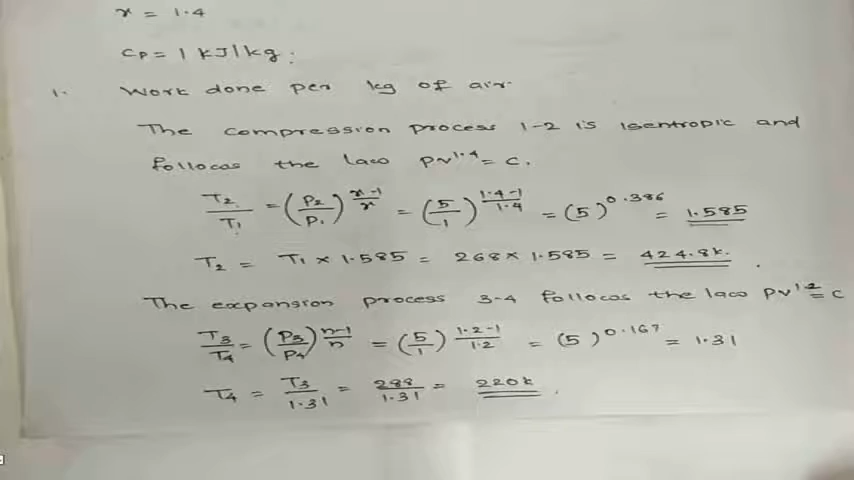 γ = 1.4
Cp = 1 kJ/kg :
1. Work done per kg of air.
The compression process 1-2 is isentropic and
follows the law pv^1.4 = C.
T2/T1 = (P2/P1)^(γ-1)/γ = (5/1)^(1.4-1)/1.4 = (5)^0.386 = 1.585
T2 = T1 × 1.585 = 268 × 1.585 = 424.8k.
The expansion process 3-4 follows the law pv^1.2 = C
T3/T4 = (P3/P4)^(n-1)/n = (5/1)^(1.2-1)/1.2 = (5)^0.167 = 1.31
T4 = T3/1.31 = 288/1.31 = 220k.